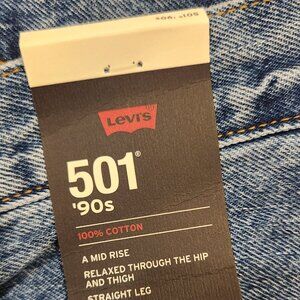 Levi's
501®
'90s
100% COTTON
A MID RISE
RELAXED THROUGH THE HIP
AND THIGH
STRAIGHT LEG